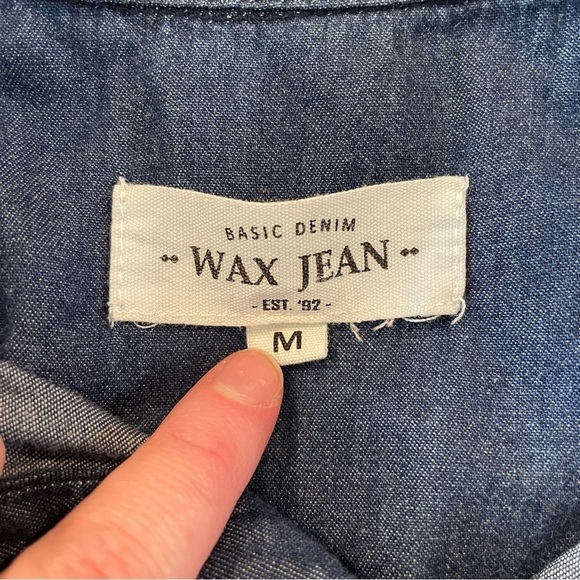 BASIC DENIM
WAX JEAN
- EST. '92 -
M